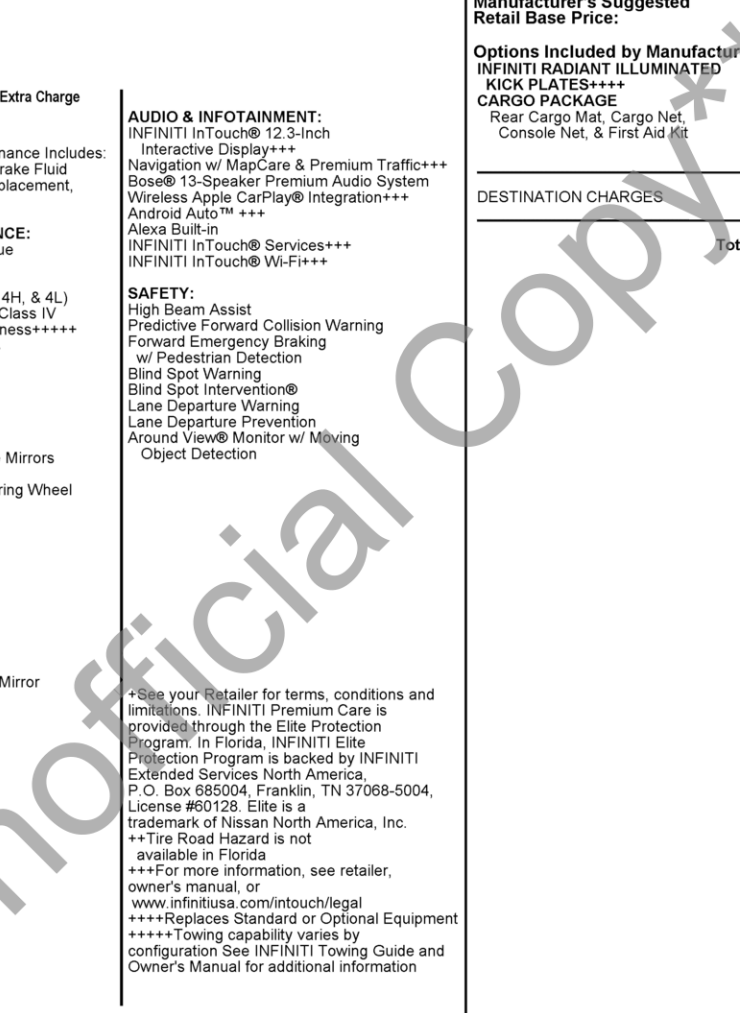 Extra Charge
nance Includes:
rake Fluid
placement,
NCE:
ue
4H, & 4L)
Class IV
ness+++++
Mirrors
ring Wheel
Mirror
AUDIO & INFOTAINMENT:
INFINITI InTouch® 12.3-Inch
Interactive Display+++
Navigation w/ MapCare & Premium Traffic+++
Bose® 13-Speaker Premium Audio System
Wireless Apple CarPlay® Integration+++
Android Auto™ +++
Alexa Built-in
INFINITI InTouch® Services+++
INFINITI InTouch® Wi-Fi+++
SAFETY:
High Beam Assist
Predictive Forward Collision Warning
Forward Emergency Braking
w/ Pedestrian Detection
Blind Spot Warning
Blind Spot Intervention®
Lane Departure Warning
Lane Departure Prevention
Around View® Monitor w/ Moving
Object Detection
+See your Retailer for terms, conditions and
limitations. INFINITI Premium Care is
provided through the Elite Protection
Program. In Florida, INFINITI Elite
Protection Program is backed by INFINITI
Extended Services North America,
P.O. Box 685004, Franklin, TN 37068-5004,
License #60128. Elite is a
trademark of Nissan North America, Inc.
++Tire Road Hazard is not
available in Florida
+++For more information, see retailer,
owner's manual, or
www.infinitiusa.com/intouch/legal
++++Replaces Standard or Optional Equipment
+++++Towing capability varies by
configuration See INFINITI Towing Guide and
Owner's Manual for additional information
Manufacturer's Suggested
Retail Base Price:
Options Included by Manufactur
INFINITI RADIANT ILLUMINATED
KICK PLATES++++
CARGO PACKAGE
Rear Cargo Mat, Cargo Net,
Console Net, & First Aid Kit
DESTINATION CHARGES
Tot
nofficial Copy**